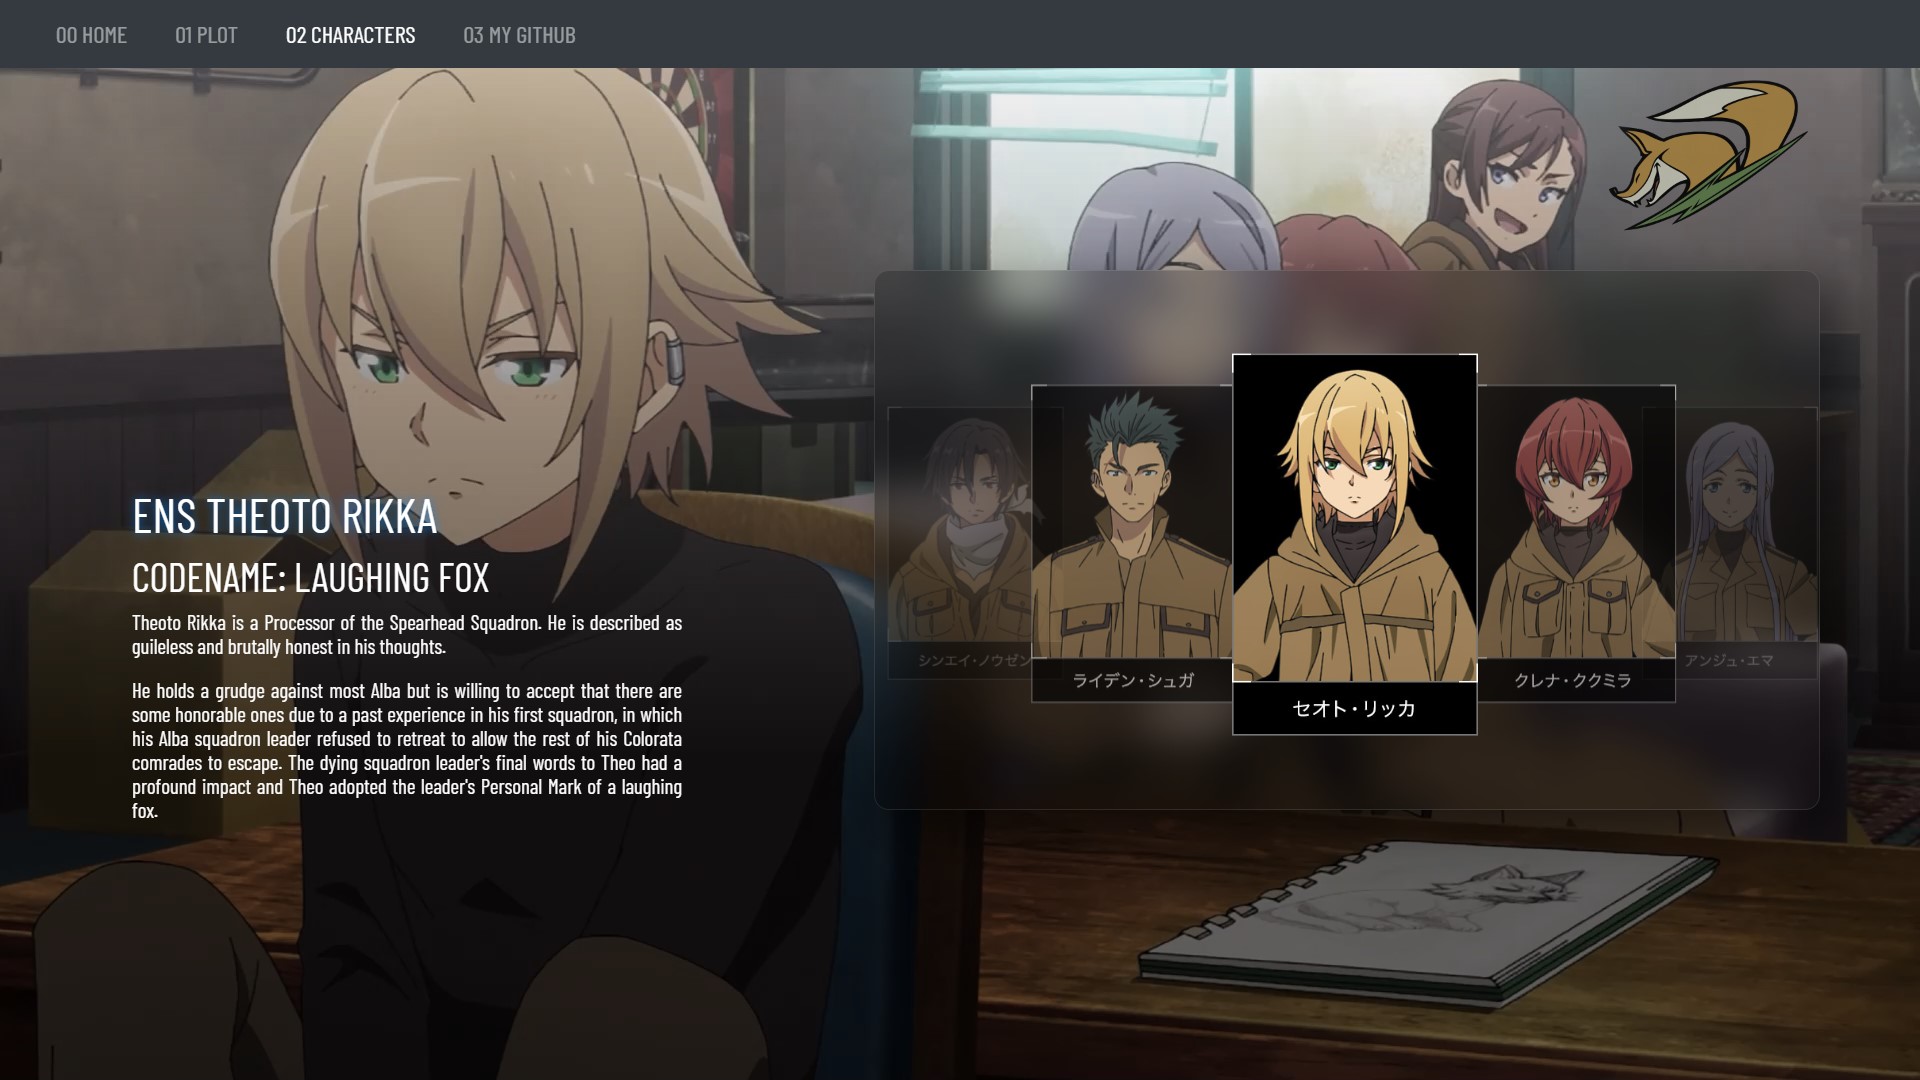 00 HOME
01 PLOT
02 CHARACTERS
03 MY GITHUB
ENS THEOTO RIKKA
CODENAME: LAUGHING FOX
Theoto Rikka is a Processor of the Spearhead Squadron. He is described as
guileless and brutally honest in his thoughts.
He holds a grudge against most Alba but is willing to accept that there are
some honorable ones due to a past experience in his first squadron, in which
his Alba squadron leader refused to retreat to allow the rest of his Colorata
comrades to escape. The dying squadron leader's final words to Theo had a
profound impact and Theo adopted the leader's Personal Mark of a laughing
fox.
シンエイ・ノウゼン
ライデン・シュガ
セオト・リッカ
クレナ・ククミラ
アンジュ・エマ